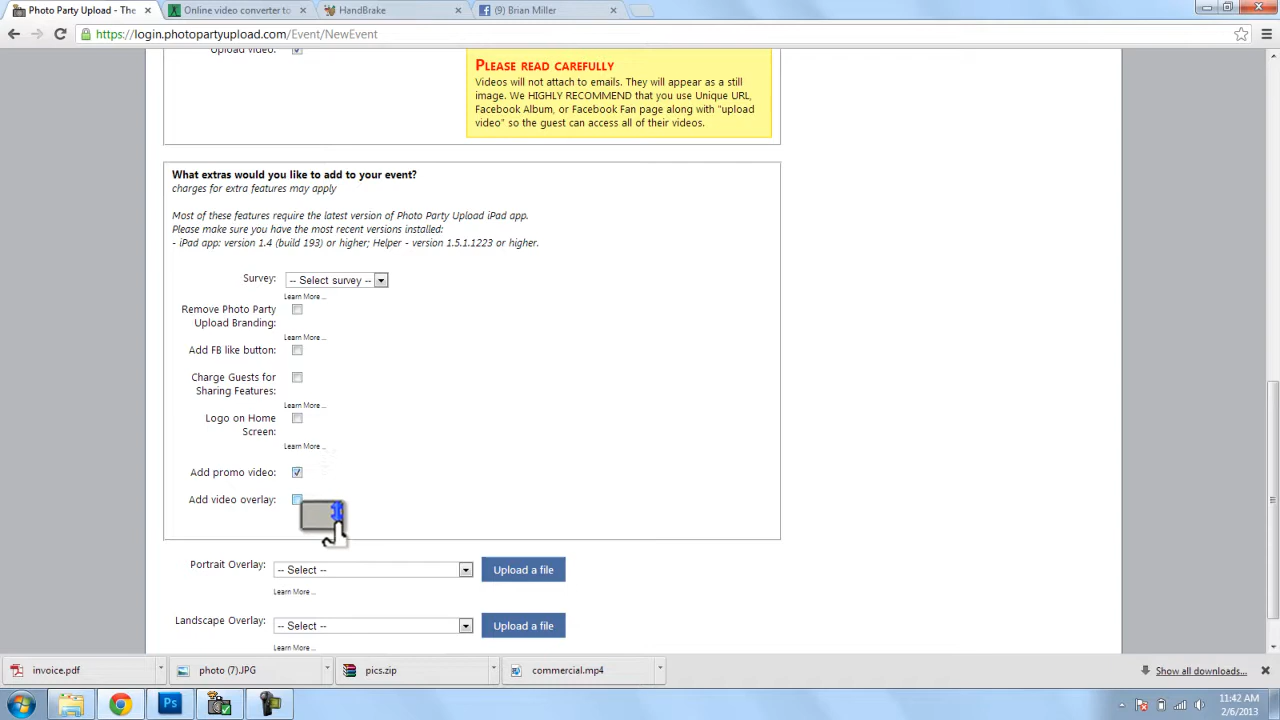 Photo Party Upload - The
Online video converter to
HandBrake
(9) Brian Miller
https://login.photopartyupload.com/Event/NewEvent
Upload video:
PLEASE READ CAREFULLY
Videos will not attach to emails. They will appear as a still
image. We HIGHLY RECOMMEND that you use Unique URL,
Facebook Album, or Facebook Fan page along with "upload
video" so the guest can access all of their videos.
What extras would you like to add to your event?
charges for extra features may apply
Most of these features require the latest version of Photo Party Upload iPad app.
Please make sure you have the most recent versions installed:
- iPad app: version 1.4 (build 193) or higher; Helper - version 1.5.1.1223 or higher.
Survey:
-- Select survey --
Learn More ...
Remove Photo Party
Upload Branding:
Learn More ...
Add FB like button:
Charge Guests for
Sharing Features:
Learn More ...
Logo on Home
Screen:
Learn More ...
Add promo video:
Add video overlay:
Portrait Overlay:
-- Select --
Upload a file
Learn More ...
Landscape Overlay:
-- Select --
Upload a file
Learn More ...
invoice.pdf
photo (7).JPG
pics.zip
commercial.mp4
Show all downloads...
Ps
11:42 AM
2/6/2013